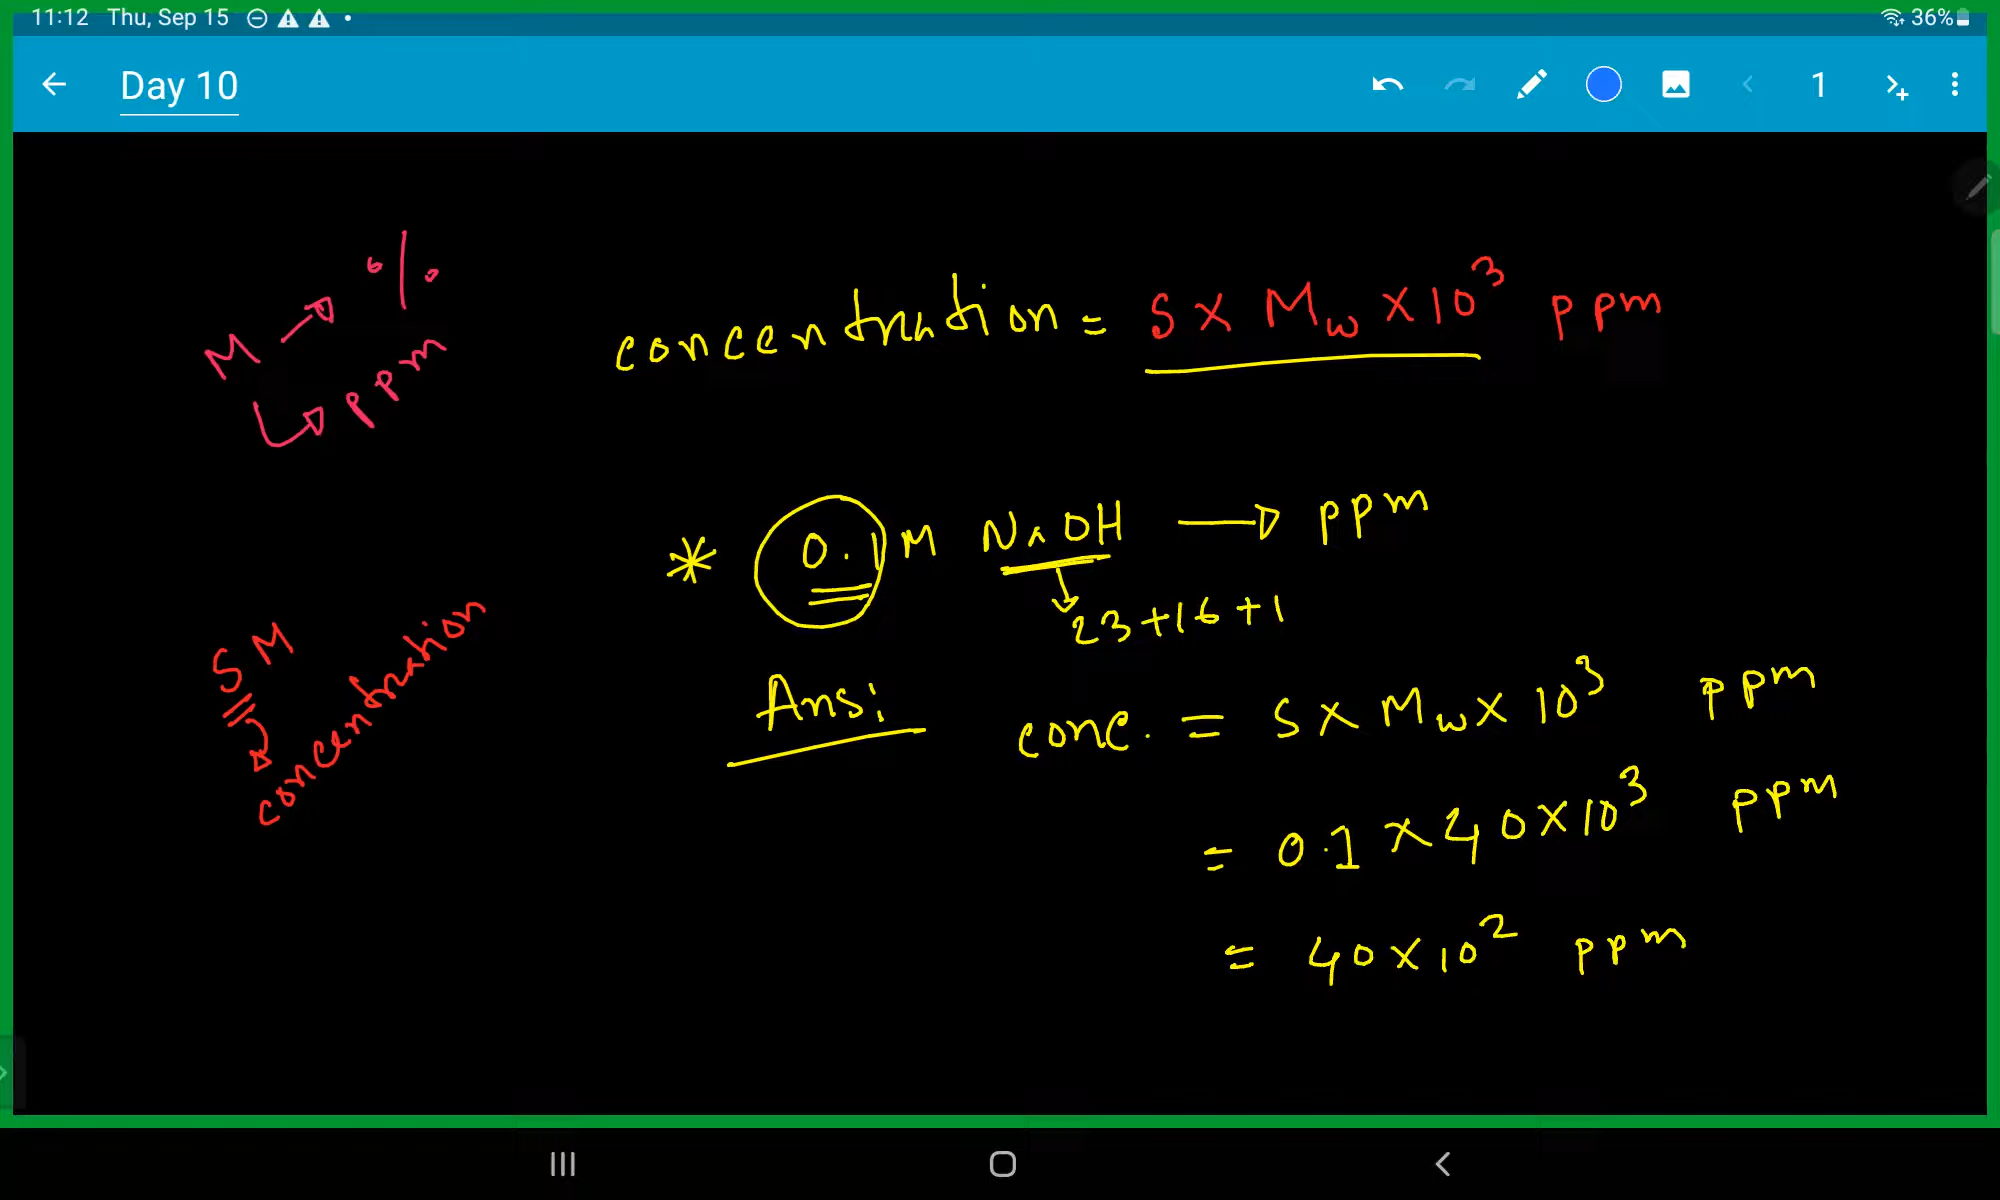 11:12 Thu, Sep 15 36%
Day 10 1
M → %
↳ ppm
concentration = S × Mw × 10³ ppm
* 0.1 M NaOH → ppm
23+16+1
S M
concentration
Ans: conc. = S × Mw × 10³ ppm
= 0.1 × 40 × 10³ ppm
= 40 × 10² ppm